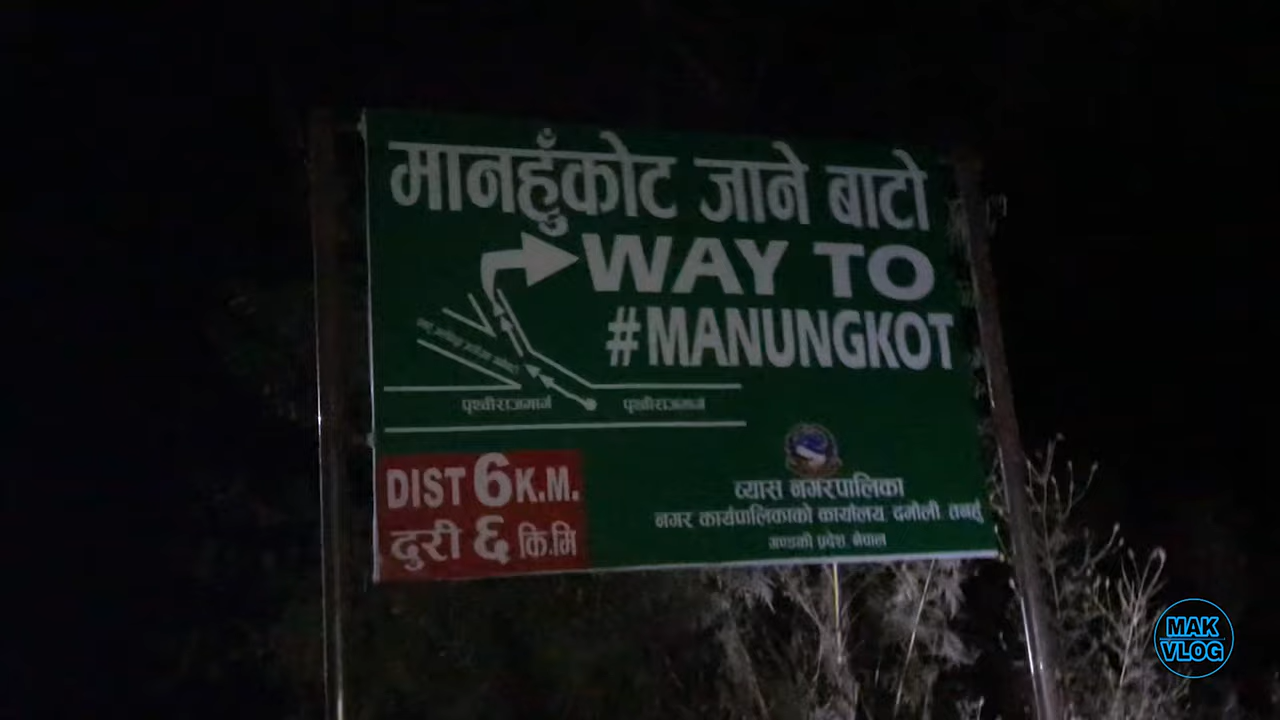 मानहुँकोट जाने बाटो
WAY TO
#MANUNGKOT
पृथ्वीराजमार्ग
पृथ्वीराजमार्ग
DIST 6 K.M.
दुरी ६ कि.मि
व्यास नगरपालिका
नगर कार्यपालिकाको कार्यालय दमौली तनहुँ
गण्डकी प्रदेश, नेपाल
MAK
VLOG